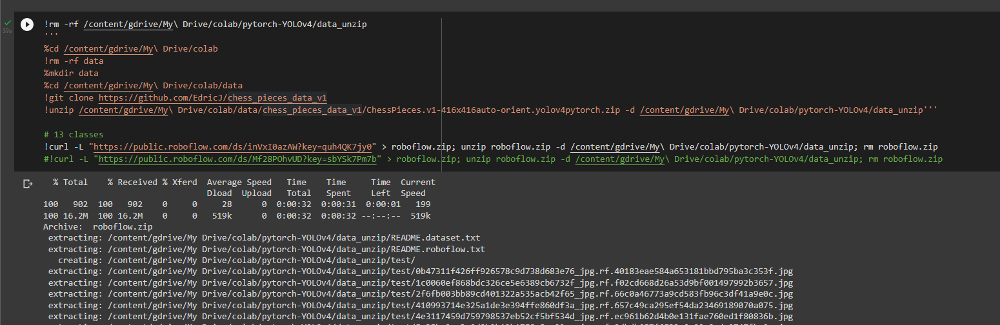 39s
!rm -rf /content/gdrive/My\ Drive/colab/pytorch-YOLOv4/data_unzip
'''
%cd /content/gdrive/My\ Drive/colab
!rm -rf data
%mkdir data
%cd /content/gdrive/My\ Drive/colab/data
!git clone https://github.com/EdricJ/chess_pieces_data_v1
!unzip /content/gdrive/My\ Drive/colab/data/chess_pieces_data_v1/ChessPieces.v1-416x416auto-orient.yolov4pytorch.zip -d /content/gdrive/My\ Drive/colab/pytorch-YOLOv4/data_unzip'''
# 13 classes
!curl -L "https://public.roboflow.com/ds/inVxI0azAW?key=quh4QK7jy0" > roboflow.zip; unzip roboflow.zip -d /content/gdrive/My\ Drive/colab/pytorch-YOLOv4/data_unzip; rm roboflow.zip
#!curl -L "https://public.roboflow.com/ds/Mf28POhvUD?key=sbYSk7Pm7b" > roboflow.zip; unzip roboflow.zip -d /content/gdrive/My\ Drive/colab/pytorch-YOLOv4/data_unzip; rm roboflow.zip
% Total % Received % Xferd Average Speed Time Time Time Current
Dload Upload Total Spent Left Speed
100 902 100 902 0 0 28 0 0:00:32 0:00:31 0:00:01 199
100 16.2M 100 16.2M 0 0 519k 0 0:00:32 0:00:32 --:--:-- 519k
Archive: roboflow.zip
extracting: /content/gdrive/My Drive/colab/pytorch-YOLOv4/data_unzip/README.dataset.txt
extracting: /content/gdrive/My Drive/colab/pytorch-YOLOv4/data_unzip/README.roboflow.txt
creating: /content/gdrive/My Drive/colab/pytorch-YOLOv4/data_unzip/test/
extracting: /content/gdrive/My Drive/colab/pytorch-YOLOv4/data_unzip/test/0b47311f426ff926578c9d738d683e76_jpg.rf.40183eae584a653181bbd795ba3c353f.jpg
extracting: /content/gdrive/My Drive/colab/pytorch-YOLOv4/data_unzip/test/1c0060ef868bdc326ce5e6389cb6732f_jpg.rf.f02cd668d26a53d9bf001497992b3657.jpg
extracting: /content/gdrive/My Drive/colab/pytorch-YOLOv4/data_unzip/test/2f6fb003bb89cd401322a535acb42f65_jpg.rf.66c0a46773a9cd583fb96c3df41a9e0c.jpg
extracting: /content/gdrive/My Drive/colab/pytorch-YOLOv4/data_unzip/test/410993714e325a1de3e394ffe860df3a_jpg.rf.657c49ca295ef54da23469189070a075.jpg
extracting: /content/gdrive/My Drive/colab/pytorch-YOLOv4/data_unzip/test/4e3117459d759798537eb52cf5bf534d_jpg.rf.ec961b62d4b0e131fae760ed1f80836b.jpg